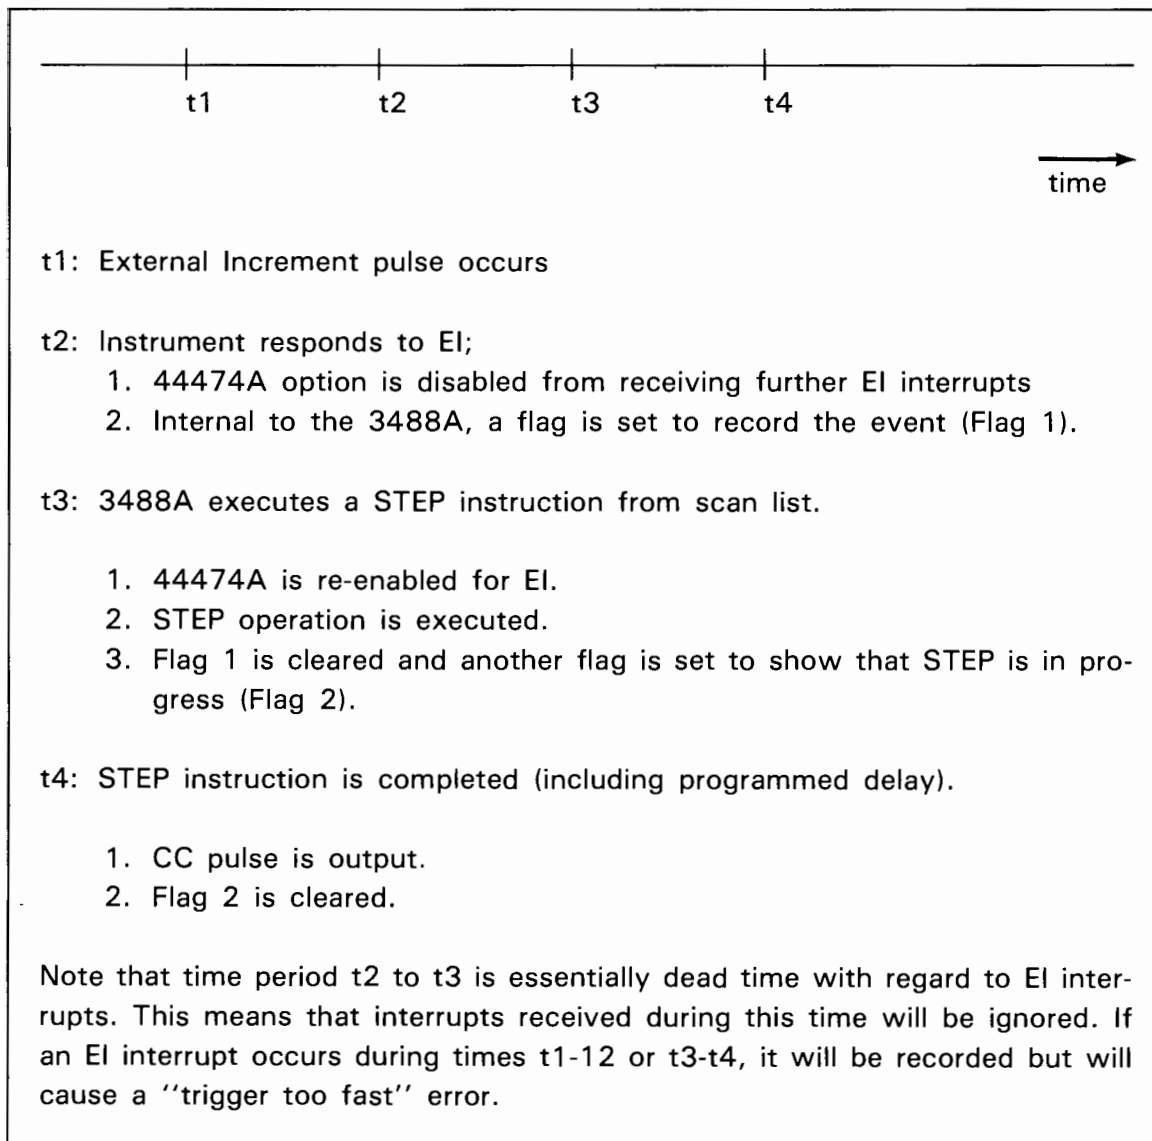 t1 t2 t3 t4
time
t1: External Increment pulse occurs
t2: Instrument responds to EI;
1. 44474A option is disabled from receiving further EI interrupts
2. Internal to the 3488A, a flag is set to record the event (Flag 1).
t3: 3488A executes a STEP instruction from scan list.
1. 44474A is re-enabled for EI.
2. STEP operation is executed.
3. Flag 1 is cleared and another flag is set to show that STEP is in pro-
gress (Flag 2).
t4: STEP instruction is completed (including programmed delay).
1. CC pulse is output.
2. Flag 2 is cleared.
Note that time period t2 to t3 is essentially dead time with regard to EI inter-
rupts. This means that interrupts received during this time will be ignored. If
an EI interrupt occurs during times t1-12 or t3-t4, it will be recorded but will
cause a ''trigger too fast'' error.